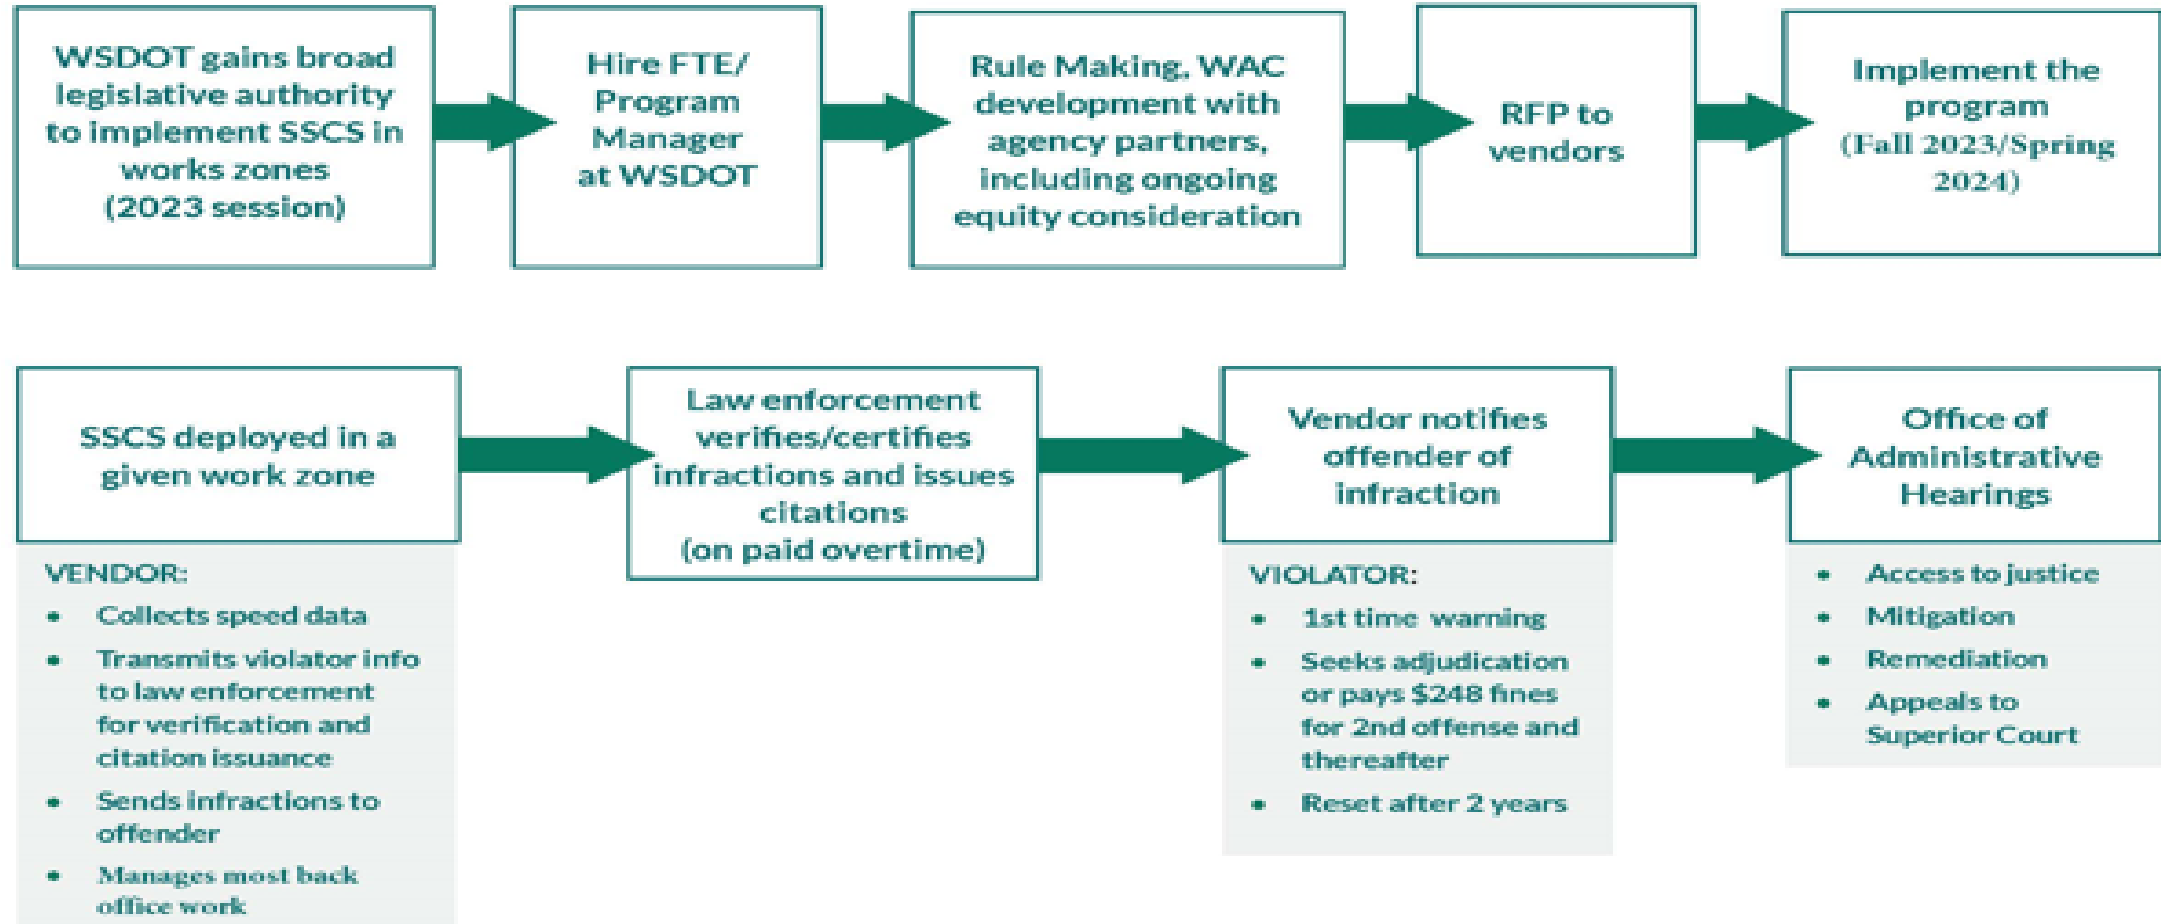 WSDOT gains broad
legislative authority
to implement SSCS in
works zones
(2023 session)
Hire FTE/
Program
Manager
at WSDOT
Rule Making, WAC
development with
agency partners,
including ongoing
equity consideration
RFP to
vendors
Implement the
program
(Fall 2023/Spring
2024)
SSCS deployed in a
given work zone
VENDOR:
• Collects speed data
• Transmits violator info
to law enforcement
for verification and
citation issuance
• Sends infractions to
offender
• Manages most back
office work
Law enforcement
verifies/certifies
infractions and issues
citations
(on paid overtime)
Vendor notifies
offender of
infraction
VIOLATOR:
• 1st time warning
• Seeks adjudication
or pays $248 fines
for 2nd offense and
thereafter
• Reset after 2 years
Office of
Administrative
Hearings
• Access to justice
• Mitigation
• Remediation
• Appeals to
Superior Court